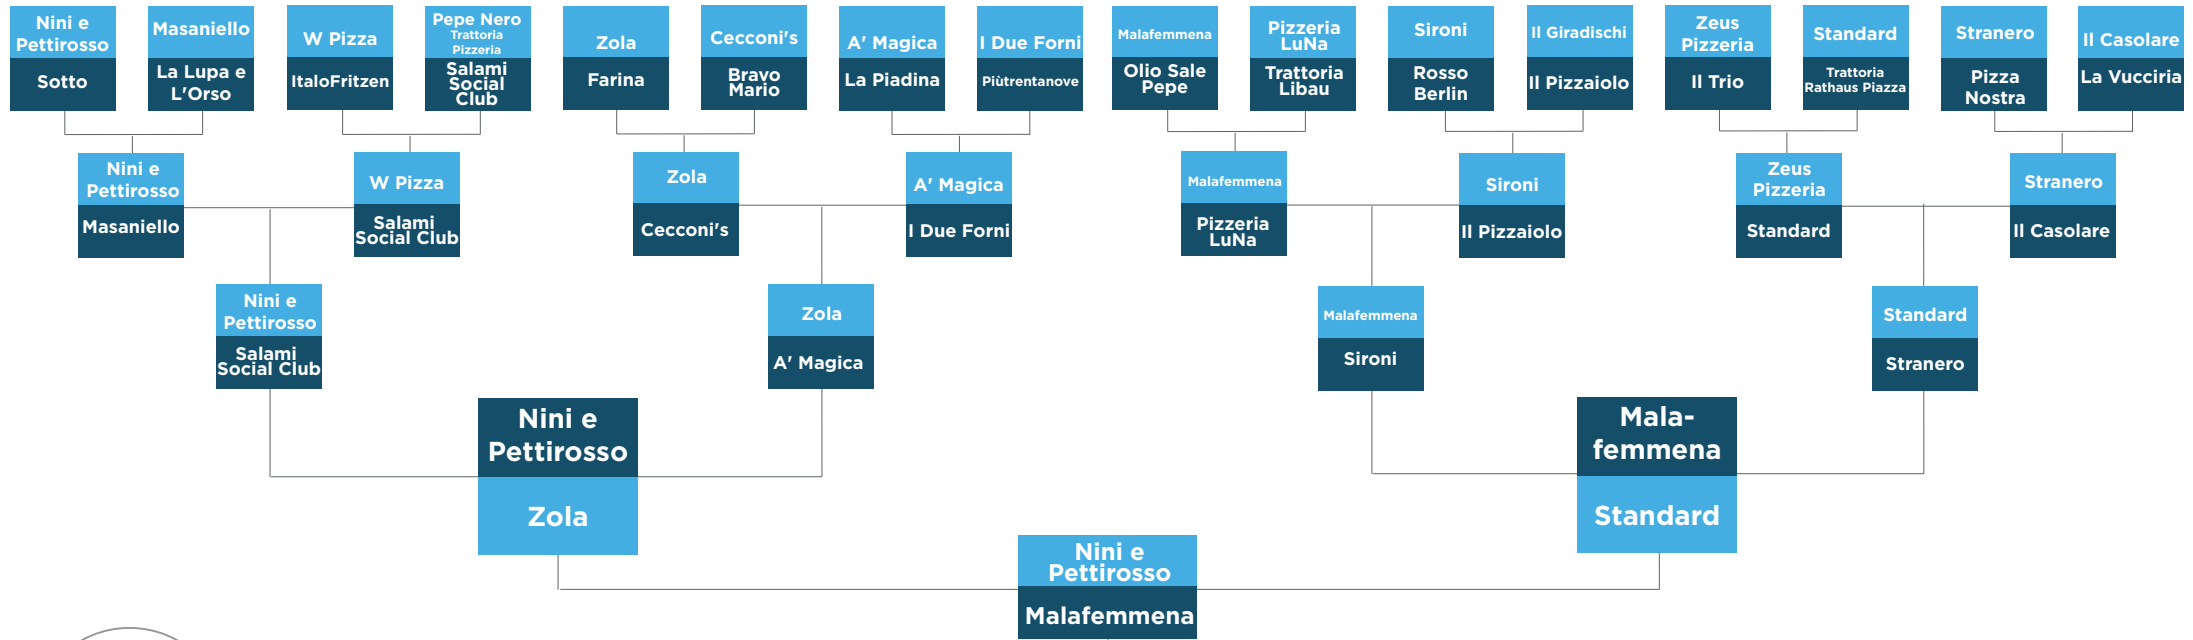 Nini e
Pettirosso
Sotto
Masaniello
La Lupa e
L'Orso
W Pizza
ItaloFritzen
Pepe Nero
Trattoria
Pizzeria
Salami
Social
Club
Zola
Farina
Cecconi's
Bravo
Mario
A' Magica
La Piadina
I Due Forni
Piùtrentanove
Malafemmena
Olio Sale
Pepe
Pizzeria
LuNa
Trattoria
Libau
Sironi
Rosso
Berlin
Il Giradischi
Il Pizzaiolo
Zeus
Pizzeria
Il Trio
Standard
Trattoria
Rathaus Piazza
Stranero
Pizza
Nostra
Il Casolare
La Vucciria
Nini e
Pettirosso
Masaniello
W Pizza
Salami
Social Club
Zola
Cecconi's
A' Magica
I Due Forni
Malafemmena
Pizzeria
LuNa
Sironi
Il Pizzaiolo
Zeus
Pizzeria
Standard
Stranero
Il Casolare
Nini e
Pettirosso
Salami
Social Club
Zola
A' Magica
Malafemmena
Sironi
Standard
Stranero
Nini e
Pettirosso
Zola
Mala-
femmena
Standard
Nini e
Pettirosso
Malafemmena